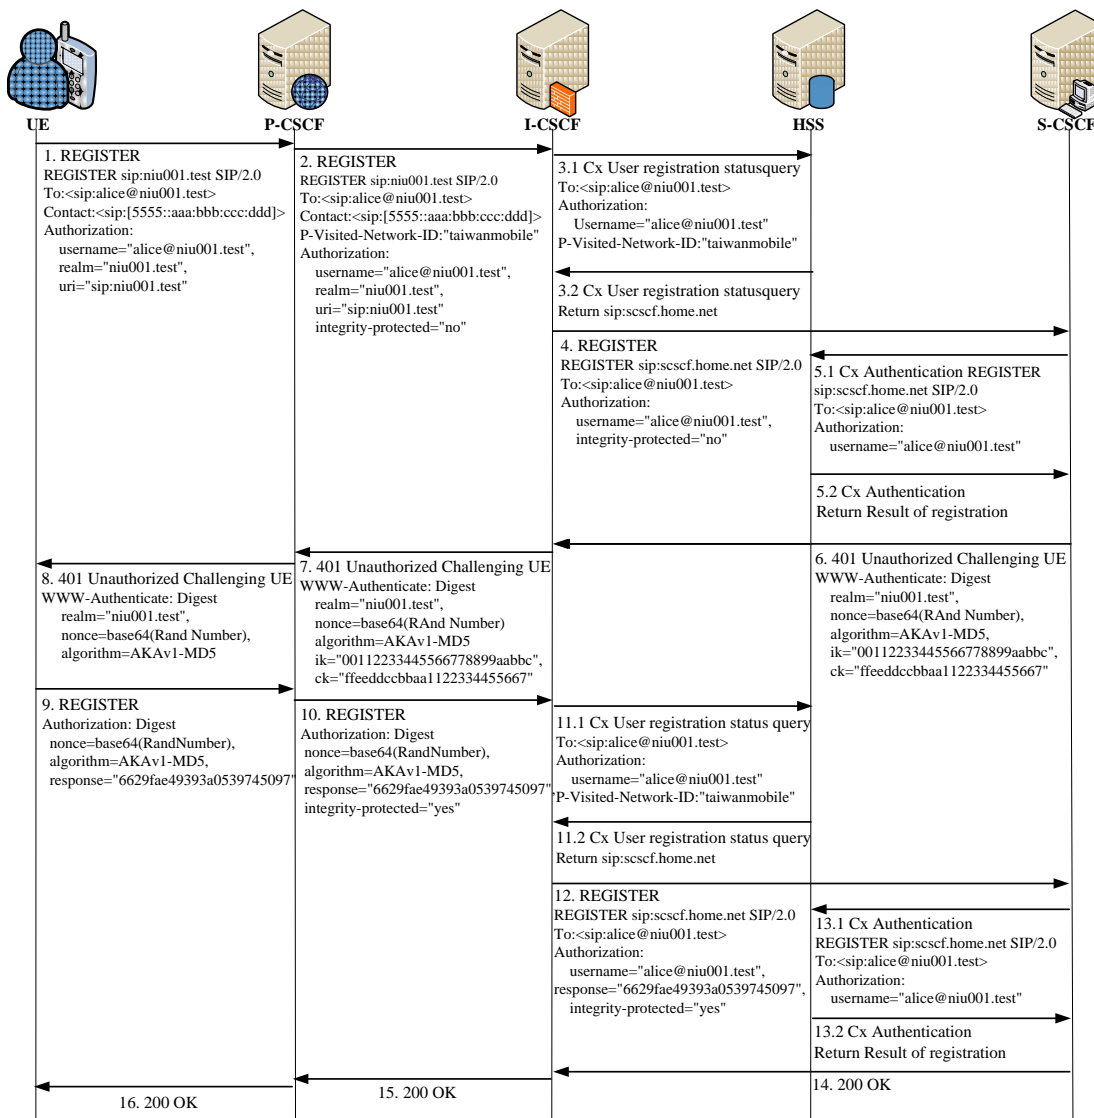 UE
P-CSCF
I-CSCF
HSS
S-CSCF
1. REGISTER
REGISTER sip:niu001.test SIP/2.0
To:<sip:alice@niu001.test>
Contact:<sip:[5555::aaa:bbb:ccc:ddd]>
Authorization:
username="alice@niu001.test",
realm="niu001.test",
uri="sip:niu001.test"
2. REGISTER
REGISTER sip:niu001.test SIP/2.0
To:<sip:alice@niu001.test>
Contact:<sip:[5555::aaa:bbb:ccc:ddd]>
P-Visited-Network-ID:"taiwanmobile"
Authorization:
username="alice@niu001.test",
realm="niu001.test",
uri="sip:niu001.test"
integrity-protected="no"
3.1 Cx User registration statusquery
To:<sip:alice@niu001.test>
Authorization:
Username="alice@niu001.test"
P-Visited-Network-ID:"taiwanmobile"
3.2 Cx User registration statusquery
Return sip:scscf.home.net
4. REGISTER
REGISTER sip:scscf.home.net SIP/2.0
To:<sip:alice@niu001.test>
Authorization:
username="alice@niu001.test",
integrity-protected="no"
5.1 Cx Authentication REGISTER
sip:scscf.home.net SIP/2.0
To:<sip:alice@niu001.test>
Authorization:
username="alice@niu001.test"
5.2 Cx Authentication
Return Result of registration
6. 401 Unauthorized Challenging UE
WWW-Authenticate: Digest
realm="niu001.test",
nonce=base64(RAnd Number),
algorithm=AKAv1-MD5,
ik="00112233445566778899aabbc",
ck="ffeeddccbbaa1122334455667"
7. 401 Unauthorized Challenging UE
WWW-Authenticate: Digest
realm="niu001.test",
nonce=base64(RAnd Number)
algorithm=AKAv1-MD5,
ik="00112233445566778899aabbc",
ck="ffeeddccbbaa1122334455667"
8. 401 Unauthorized Challenging UE
WWW-Authenticate: Digest
realm="niu001.test",
nonce=base64(Rand Number),
algorithm=AKAv1-MD5
9. REGISTER
Authorization: Digest
nonce=base64(RandNumber),
algorithm=AKAv1-MD5,
response="6629fae49393a0539745097"
10. REGISTER
Authorization: Digest
nonce=base64(RandNumber),
algorithm=AKAv1-MD5,
response="6629fae49393a0539745097",
integrity-protected="yes"
11.1 Cx User registration status query
To:<sip:alice@niu001.test>
Authorization:
username="alice@niu001.test"
P-Visited-Network-ID:"taiwanmobile"
11.2 Cx User registration status query
Return sip:scscf.home.net
12. REGISTER
REGISTER sip:scscf.home.net SIP/2.0
To:<sip:alice@niu001.test>
Authorization:
username="alice@niu001.test",
response="6629fae49393a0539745097",
integrity-protected="yes"
13.1 Cx Authentication
REGISTER sip:scscf.home.net SIP/2.0
To:<sip:alice@niu001.test>
Authorization:
username="alice@niu001.test"
13.2 Cx Authentication
Return Result of registration
14. 200 OK
15. 200 OK
16. 200 OK